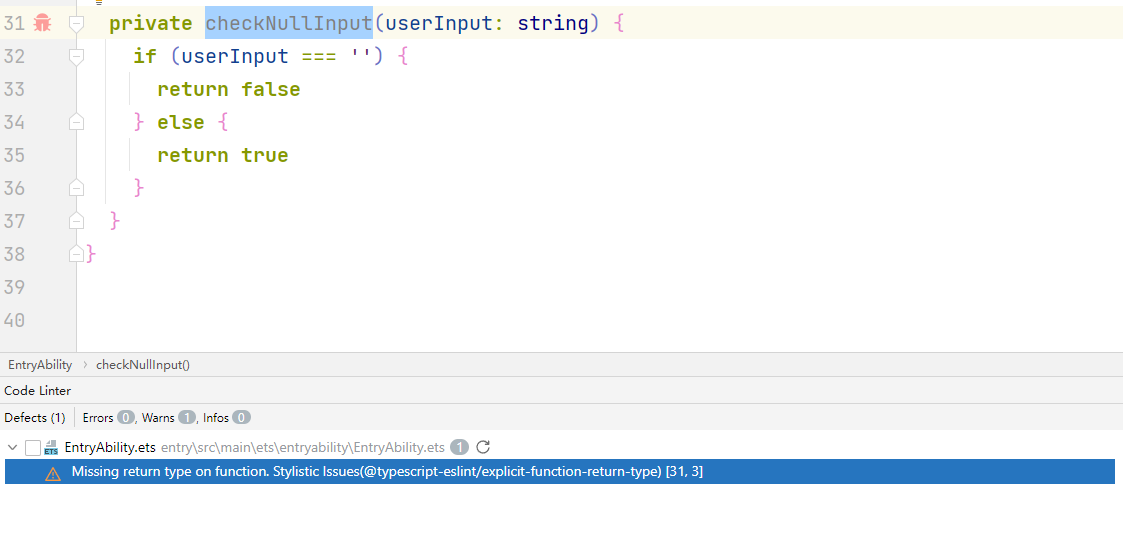 31 private checkNullInput(userInput: string) {
32 if (userInput === '') {
33 return false
34 } else {
35 return true
36 }
37 }
38 }
39
40
EntryAbility › checkNullInput()
Code Linter
Defects (1) Errors 0, Warns 1, Infos 0
ETS EntryAbility.ets entry\src\main\ets\entryability\EntryAbility.ets 1
Missing return type on function. Stylistic Issues(@typescript-eslint/explicit-function-return-type) [31, 3]